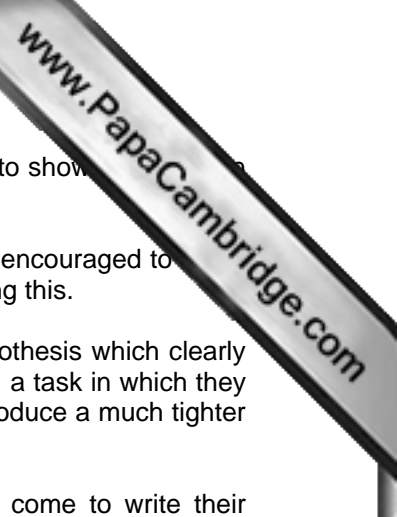 www.PapaCambridge.com
to show
encouraged to
ng this.
othesis which clearly
a task in which they
oduce a much tighter
come to write their